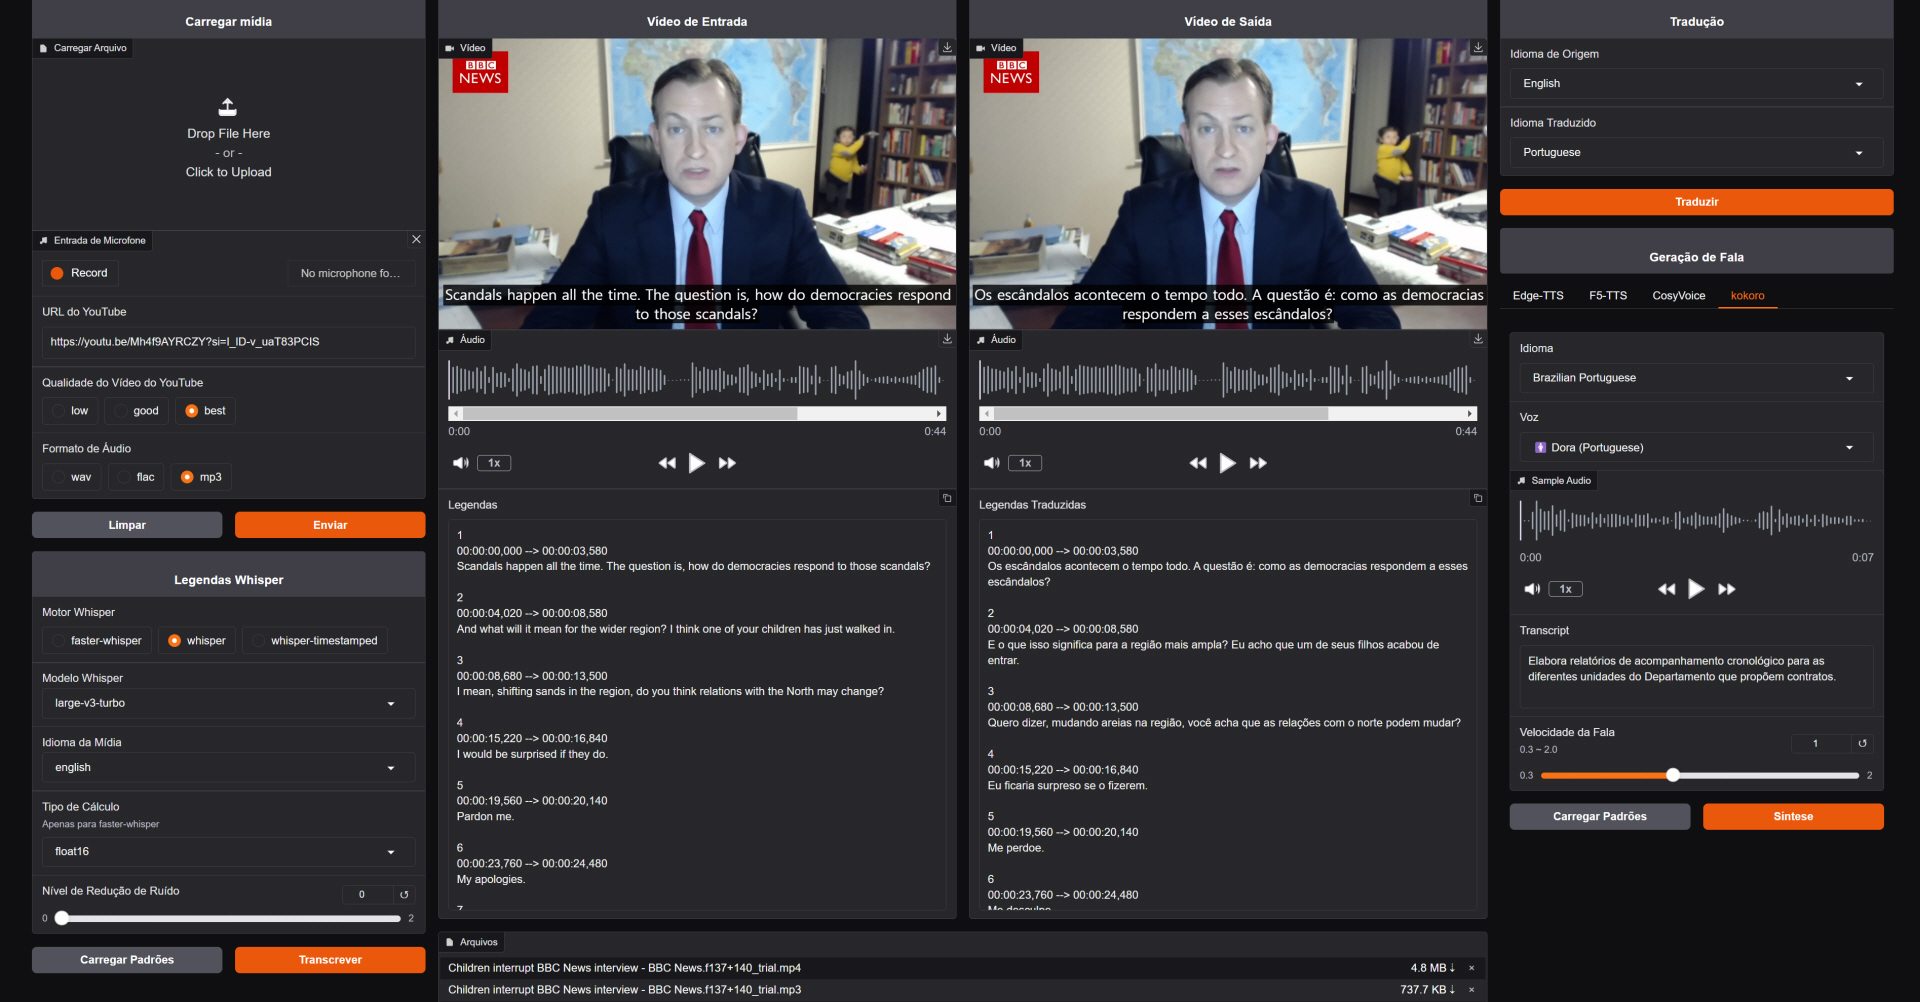 Carregar mídia
Carregar Arquivo
Drop File Here
- or -
Click to Upload
Entrada de Microfone
Record
No microphone fo...
URL do YouTube
https://youtu.be/Mh4f9AYRCZY?si=I_ID-v_uaT83PCIS
Qualidade do Vídeo do YouTube
low
good
best
Formato de Áudio
wav
flac
mp3
Limpar
Enviar
Legendas Whisper
Motor Whisper
faster-whisper
whisper
whisper-timestamped
Modelo Whisper
large-v3-turbo
Idioma da Mídia
english
Tipo de Cálculo
Apenas para faster-whisper
float16
Nível de Redução de Ruído
0
0
2
Carregar Padrões
Transcrever
Vídeo de Entrada
Vídeo
BBC
NEWS
Scandals happen all the time. The question is, how do democracies respond
to those scandals?
Áudio
0:00
0:44
1x
Legendas
1
00:00:00,000 --> 00:00:03,580
Scandals happen all the time. The question is, how do democracies respond to those scandals?
2
00:00:04,020 --> 00:00:08,580
And what will it mean for the wider region? I think one of your children has just walked in.
3
00:00:08,680 --> 00:00:13,500
I mean, shifting sands in the region, do you think relations with the North may change?
4
00:00:15,220 --> 00:00:16,840
I would be surprised if they do.
5
00:00:19,560 --> 00:00:20,140
Pardon me.
6
00:00:23,760 --> 00:00:24,480
My apologies.
7
Vídeo de Saída
Vídeo
BBC
NEWS
Os escândalos acontecem o tempo todo. A questão é: como as democracias
respondem a esses escândalos?
Áudio
0:00
0:44
1x
Legendas Traduzidas
1
00:00:00,000 --> 00:00:03,580
Os escândalos acontecem o tempo todo. A questão é: como as democracias respondem a esses
escândalos?
2
00:00:04,020 --> 00:00:08,580
E o que isso significa para a região mais ampla? Eu acho que um de seus filhos acabou de
entrar.
3
00:00:08,680 --> 00:00:13,500
Quero dizer, mudando areias na região, você acha que as relações com o norte podem mudar?
4
00:00:15,220 --> 00:00:16,840
Eu ficaria surpreso se o fizerem.
5
00:00:19,560 --> 00:00:20,140
Me perdoe.
6
00:00:23,760 --> 00:00:24,480
Me desculpe
Arquivos
Children interrupt BBC News interview - BBC News.f137+140_trial.mp4
4.8 MB ↓ ×
Children interrupt BBC News interview - BBC News.f137+140_trial.mp3
737.7 KB ↓ ×
Tradução
Idioma de Origem
English
Idioma Traduzido
Portuguese
Traduzir
Geração de Fala
Edge-TTS
F5-TTS
CosyVoice
kokoro
Idioma
Brazilian Portuguese
Voz
Dora (Portuguese)
Sample Audio
0:00
0:07
1x
Transcript
Elabora relatórios de acompanhamento cronológico para as
diferentes unidades do Departamento que propõem contratos.
Velocidade da Fala
0.3 ~ 2.0
1
0.3
2
Carregar Padrões
Síntese